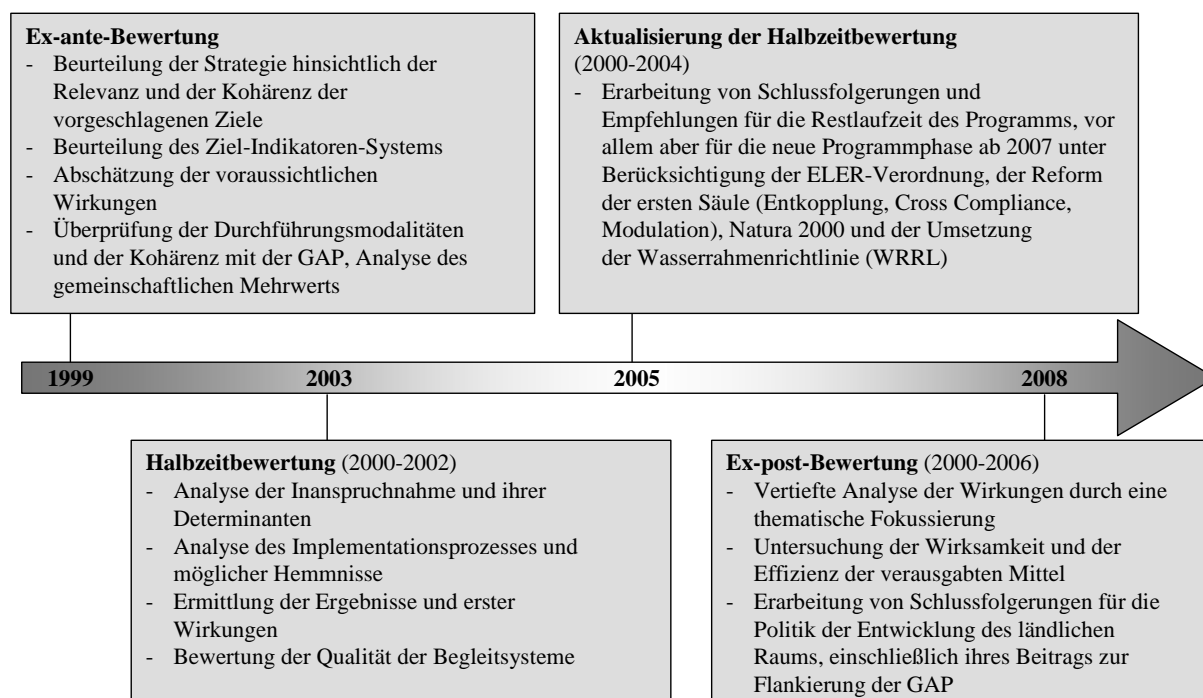 Ex-ante-Bewertung
- Beurteilung der Strategie hinsichtlich der
Relevanz und der Kohärenz der
vorgeschlagenen Ziele
- Beurteilung des Ziel-Indikatoren-Systems
- Abschätzung der voraussichtlichen
Wirkungen
- Überprüfung der Durchführungsmodalitäten
und der Kohärenz mit der GAP, Analyse des
gemeinschaftlichen Mehrwerts
Aktualisierung der Halbzeitbewertung
(2000-2004)
- Erarbeitung von Schlussfolgerungen und
Empfehlungen für die Restlaufzeit des Programms, vor
allem aber für die neue Programmphase ab 2007 unter
Berücksichtigung der ELER-Verordnung, der Reform
der ersten Säule (Entkopplung, Cross Compliance,
Modulation), Natura 2000 und der Umsetzung
der Wasserrahmenrichtlinie (WRRL)
1999 2003 2005 2008
Halbzeitbewertung (2000-2002)
- Analyse der Inanspruchnahme und ihrer
Determinanten
- Analyse des Implementationsprozesses und
möglicher Hemmnisse
- Ermittlung der Ergebnisse und erster
Wirkungen
- Bewertung der Qualität der Begleitsysteme
Ex-post-Bewertung (2000-2006)
- Vertiefte Analyse der Wirkungen durch eine
thematische Fokussierung
- Untersuchung der Wirksamkeit und der
Effizienz der verausgabten Mittel
- Erarbeitung von Schlussfolgerungen für die
Politik der Entwicklung des ländlichen
Raums, einschließlich ihres Beitrags zur
Flankierung der GAP